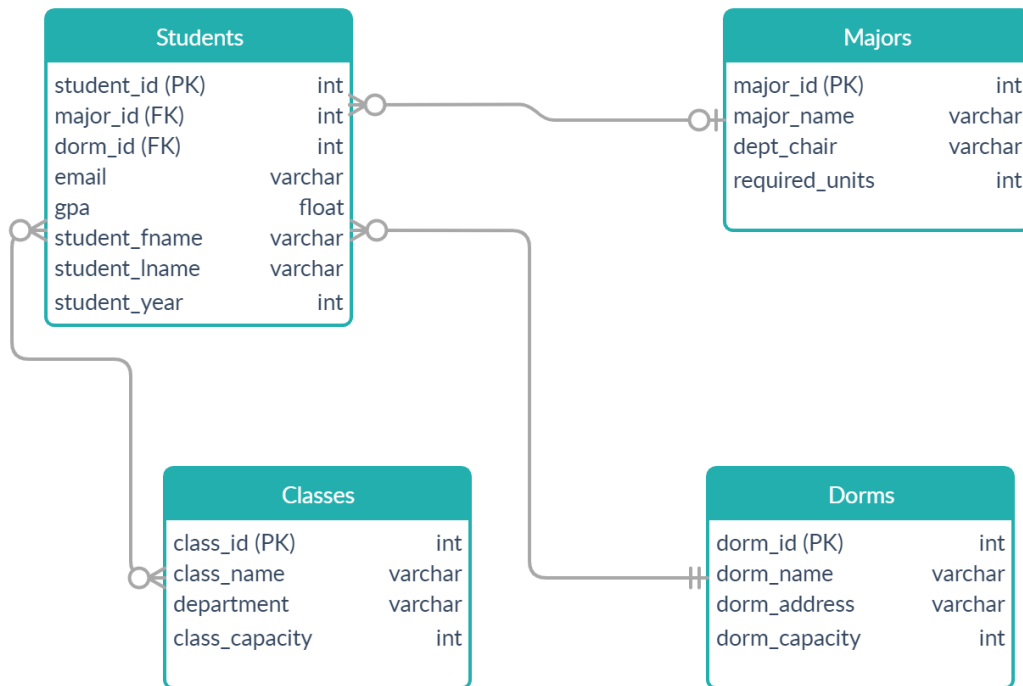 Students
student_id (PK) int
major_id (FK) int
dorm_id (FK) int
email varchar
gpa float
student_fname varchar
student_lname varchar
student_year int
Majors
major_id (PK) int
major_name varchar
dept_chair varchar
required_units int
Classes
class_id (PK) int
class_name varchar
department varchar
class_capacity int
Dorms
dorm_id (PK) int
dorm_name varchar
dorm_address varchar
dorm_capacity int